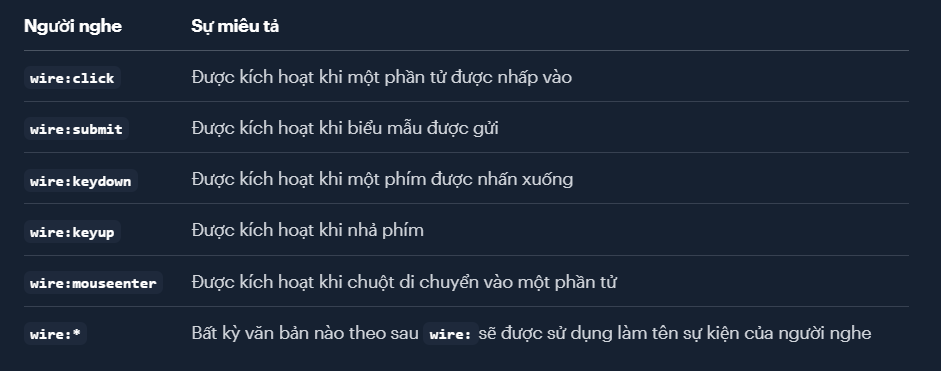 Người nghe Sự miêu tả
wire:click Được kích hoạt khi một phần tử được nhấp vào
wire:submit Được kích hoạt khi biểu mẫu được gửi
wire:keydown Được kích hoạt khi một phím được nhấn xuống
wire:keyup Được kích hoạt khi nhả phím
wire:mouseenter Được kích hoạt khi chuột di chuyển vào một phần tử
wire:* Bất kỳ văn bản nào theo sau wire: sẽ được sử dụng làm tên sự kiện của người nghe